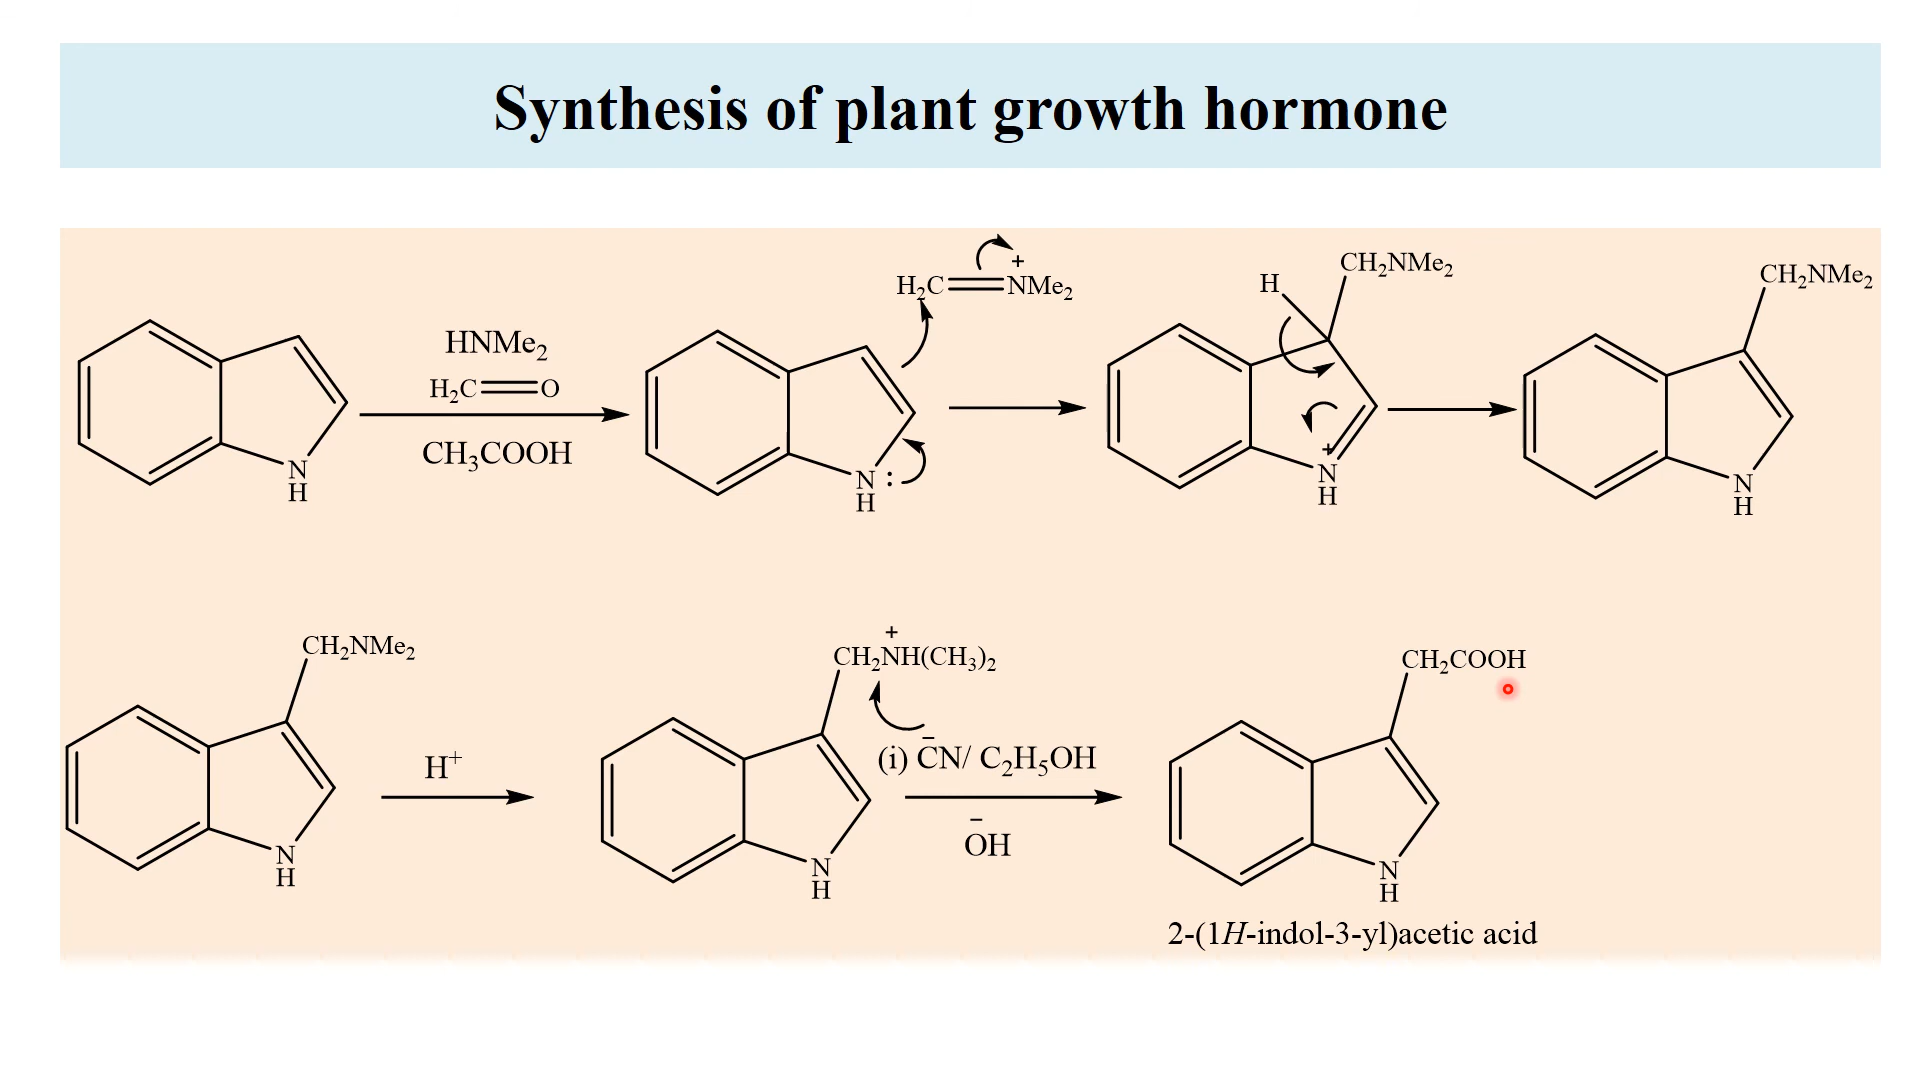 Synthesis of plant growth hormone
HNMe2
H2C=O
CH3COOH
N
H
H2C=NMe2
+
N
H
:
H
CH2NMe2
+
N
H
CH2NMe2
N
H
CH2NMe2
N
H
H+
+
CH2NH(CH3)2
N
H
(i) CN/ C2H5OH
−
OH
−
CH2COOH
N
H
2-(1H-indol-3-yl)acetic acid